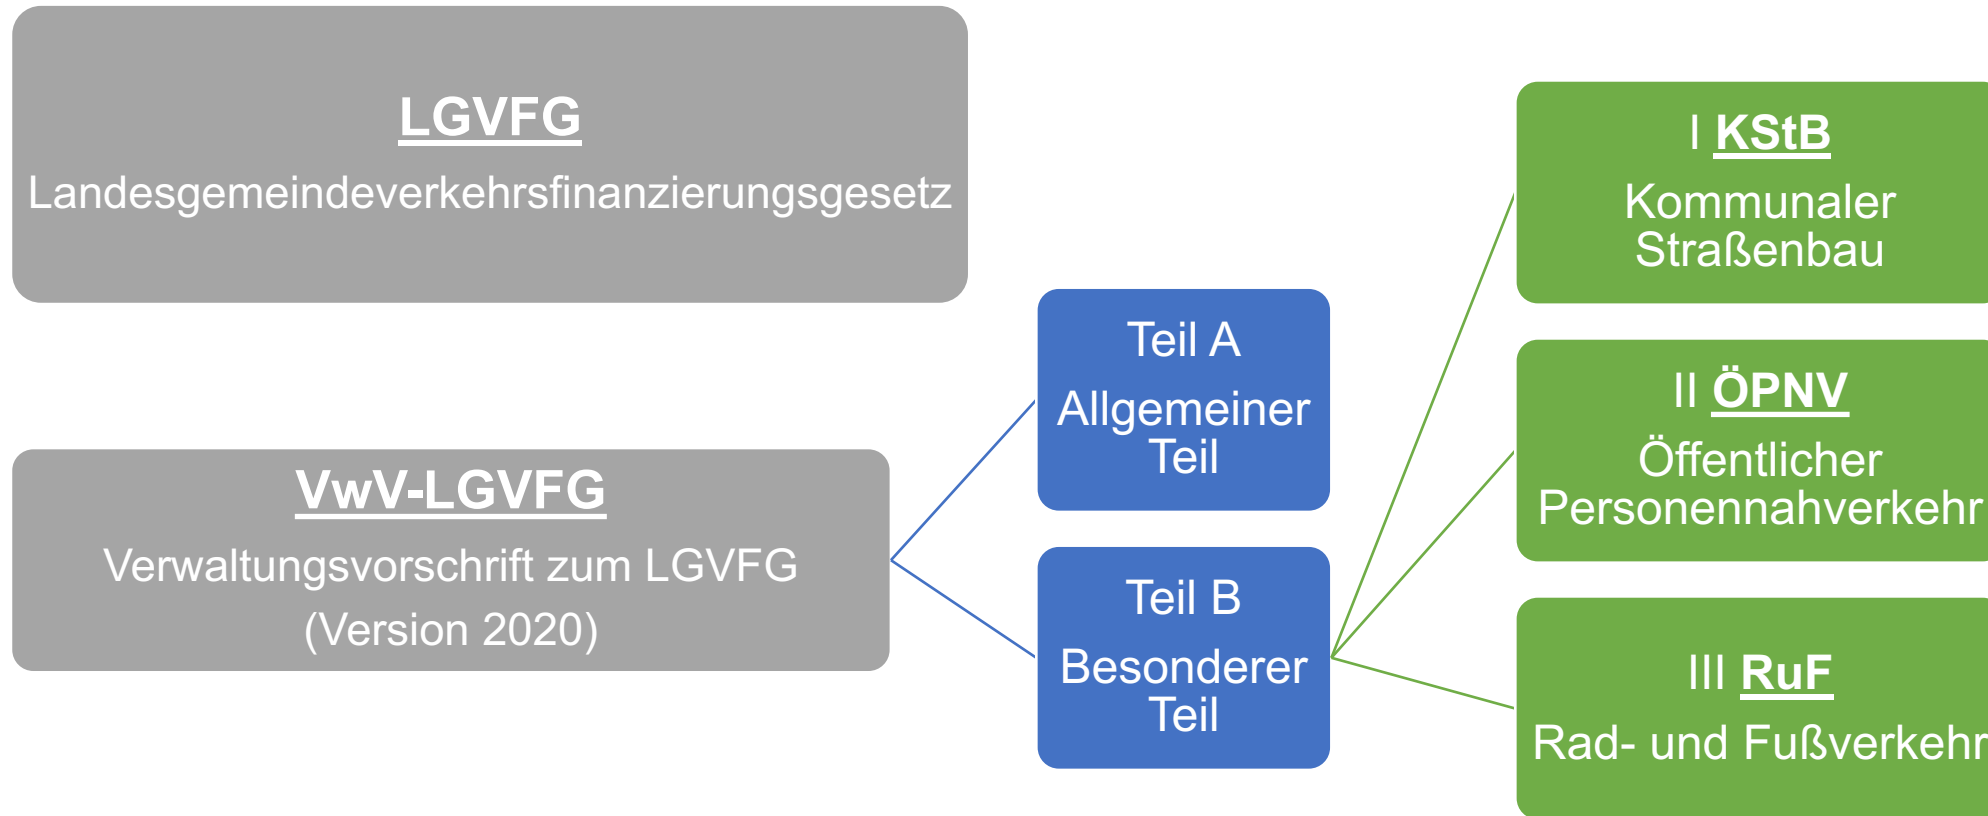 LGVFG
Landesgemeindeverkehrsfinanzierungsgesetz
VwV-LGVFG
Verwaltungsvorschrift zum LGVFG
(Version 2020)
Teil A
Allgemeiner
Teil
Teil B
Besonderer
Teil
I KStB
Kommunaler
Straßenbau
II ÖPNV
Öffentlicher
Personennahverkehr
III RuF
Rad- und Fußverkehr